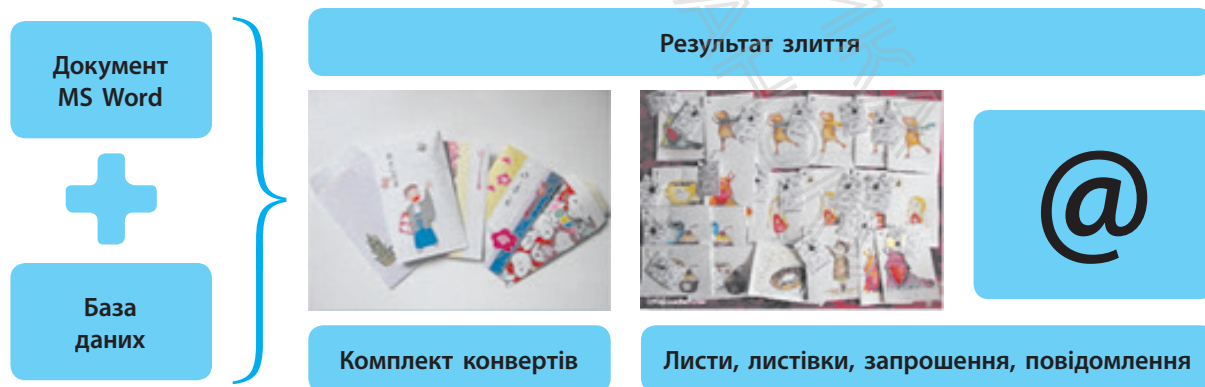 Документ
MS Word
База
даних
Результат злиття
@
Комплект конвертів
Листи, листівки, запрошення, повідомлення